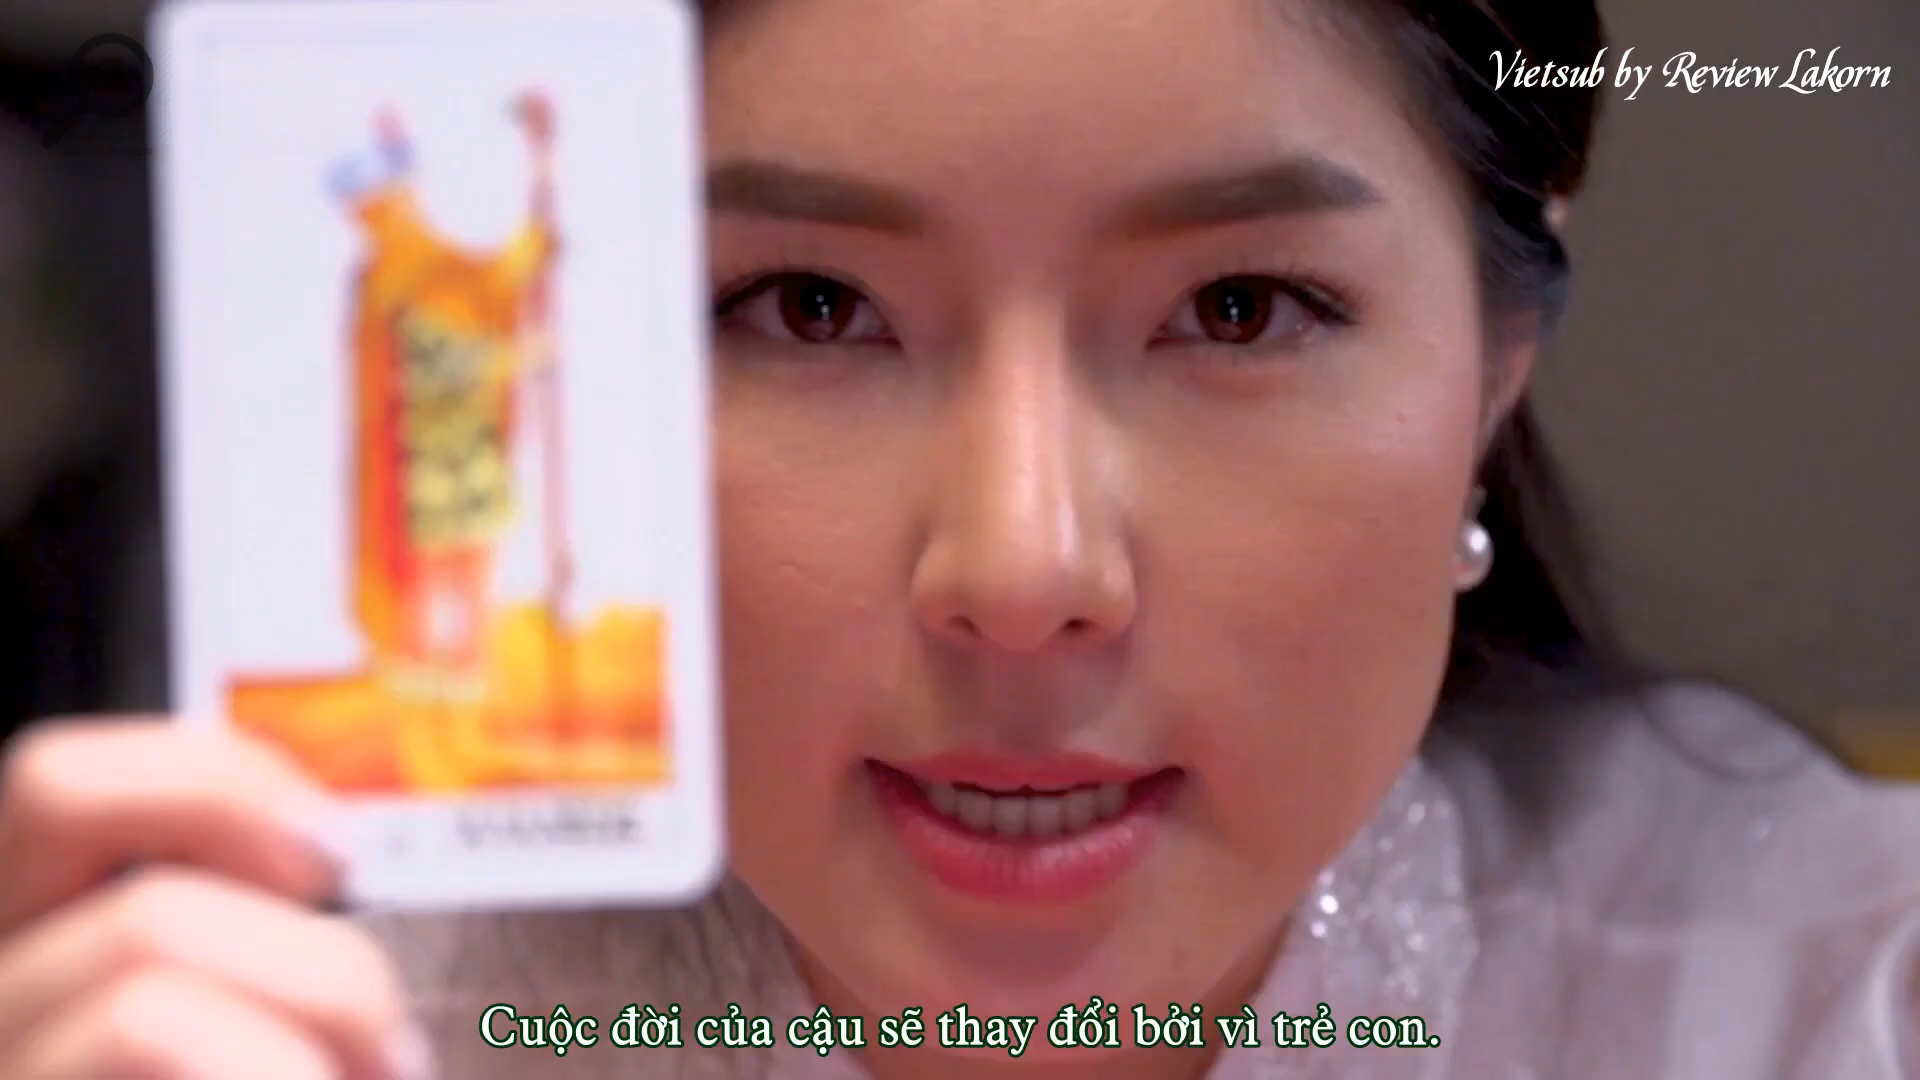 Vietsub by Review Lakorn
Cuộc đời của cậu sẽ thay đổi bởi vì trẻ con.